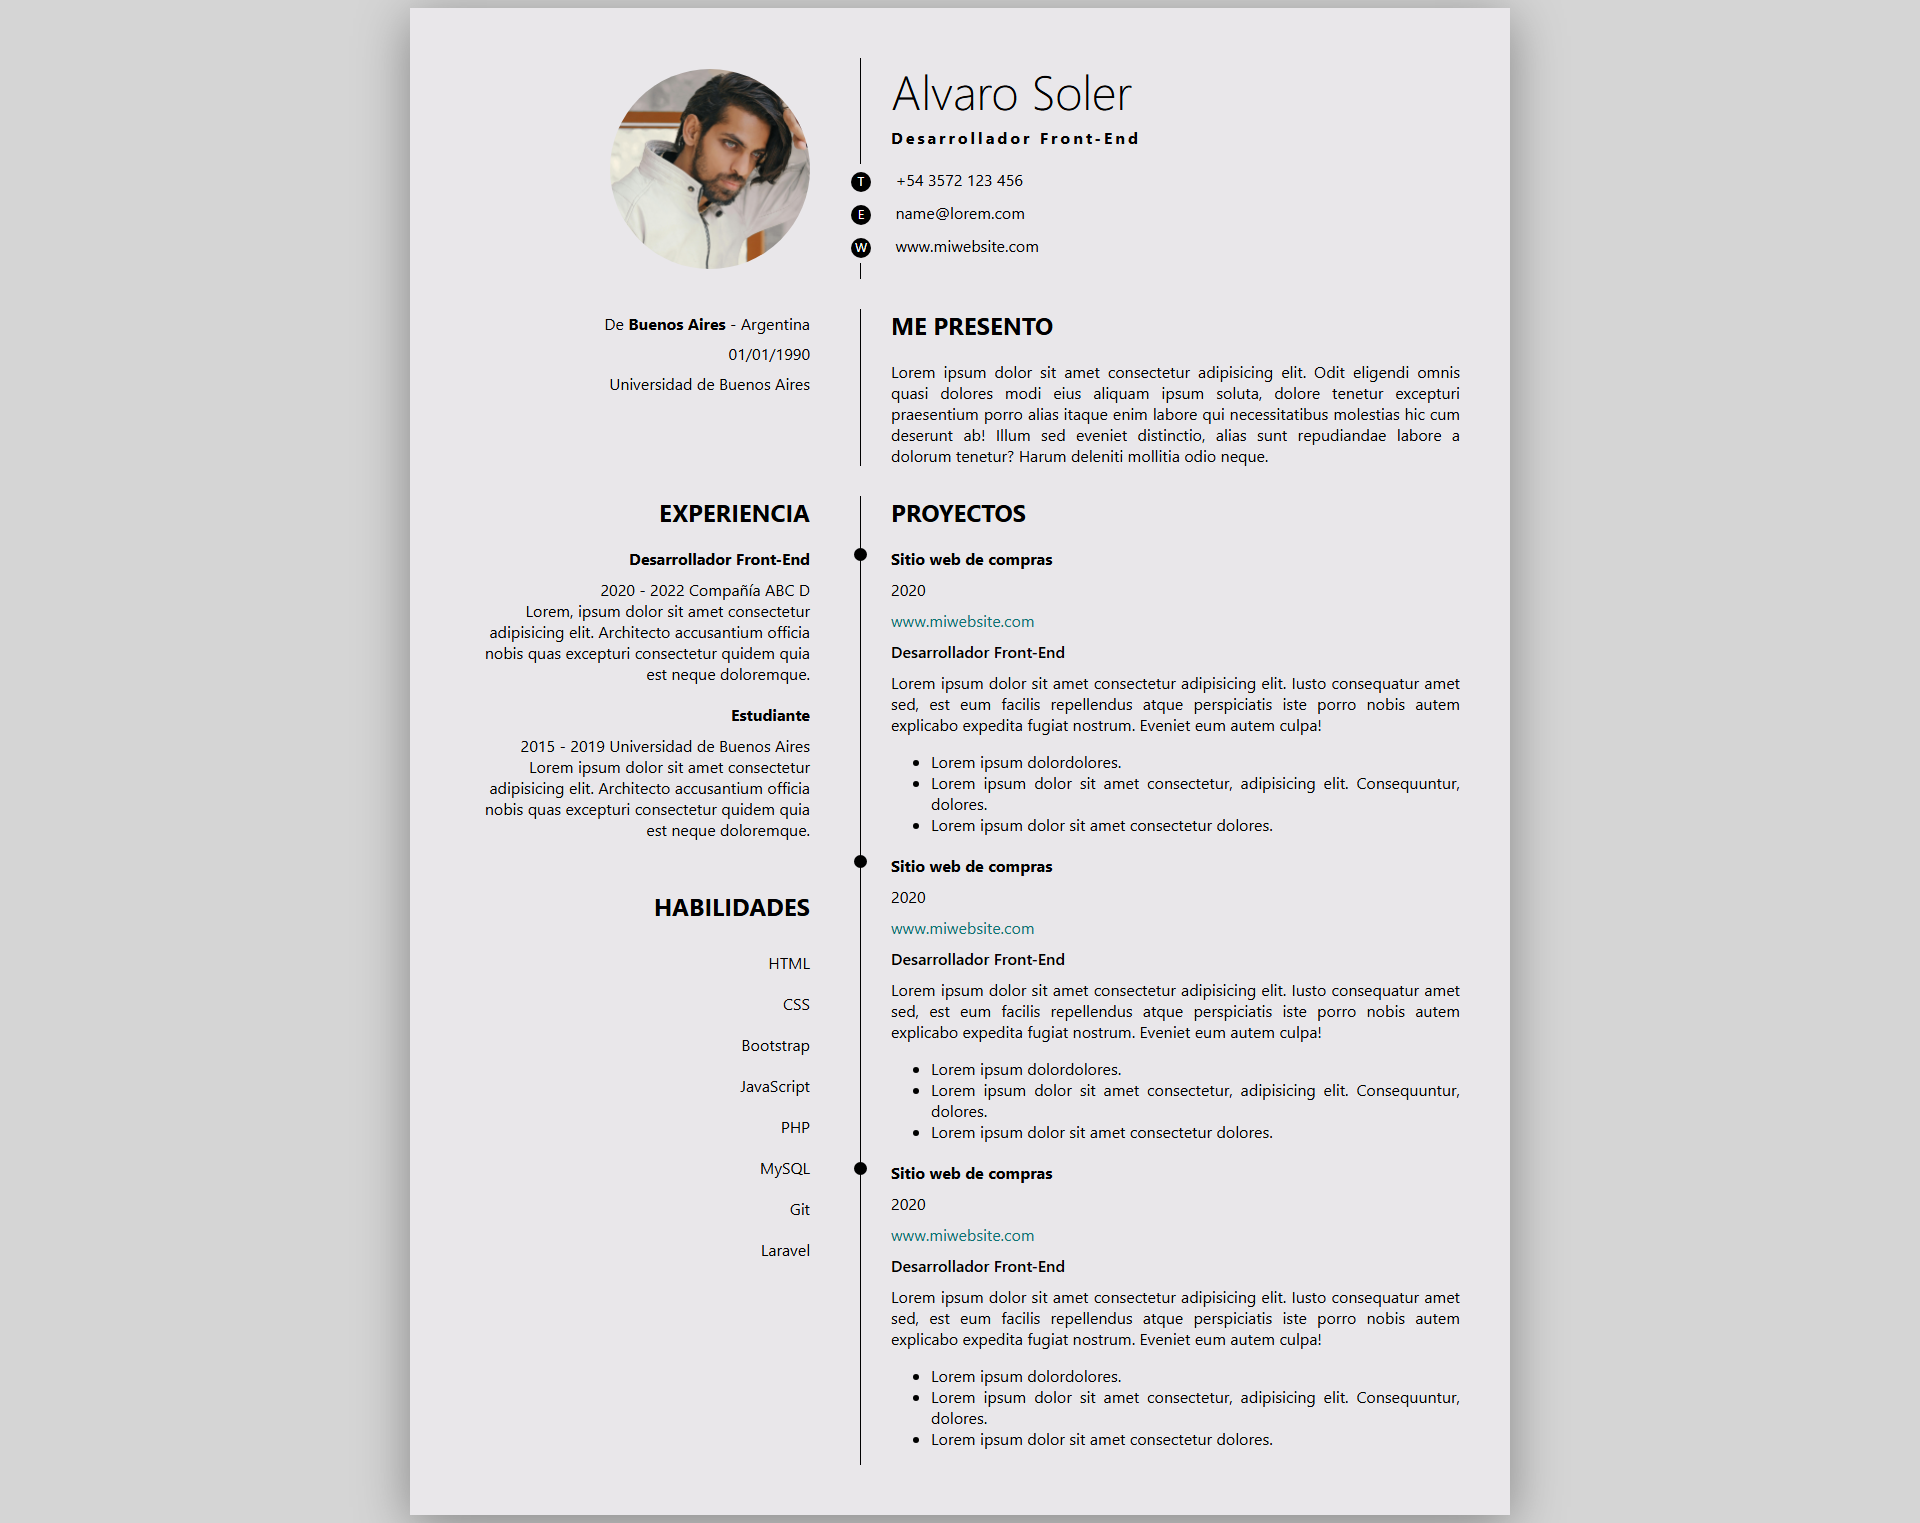 Alvaro Soler
Desarrollador Front-End
T +54 3572 123 456
E name@lorem.com
W www.miwebsite.com
De Buenos Aires - Argentina
01/01/1990
Universidad de Buenos Aires
ME PRESENTO
Lorem ipsum dolor sit amet consectetur adipisicing elit. Odit eligendi omnis
quasi dolores modi eius aliquam ipsum soluta, dolore tenetur excepturi
praesentium porro alias itaque enim labore qui necessitatibus molestias hic cum
deserunt ab! Illum sed eveniet distinctio, alias sunt repudiandae labore a
dolorum tenetur? Harum deleniti mollitia odio neque.
EXPERIENCIA
Desarrollador Front-End
2020 - 2022 Compañía ABC D
Lorem, ipsum dolor sit amet consectetur
adipisicing elit. Architecto accusantium officia
nobis quas excepturi consectetur quidem quia
est neque doloremque.
Estudiante
2015 - 2019 Universidad de Buenos Aires
Lorem ipsum dolor sit amet consectetur
adipisicing elit. Architecto accusantium officia
nobis quas excepturi consectetur quidem quia
est neque doloremque.
HABILIDADES
HTML
CSS
Bootstrap
JavaScript
PHP
MySQL
Git
Laravel
PROYECTOS
Sitio web de compras
2020
www.miwebsite.com
Desarrollador Front-End
Lorem ipsum dolor sit amet consectetur adipisicing elit. Iusto consequatur amet
sed, est eum facilis repellendus atque perspiciatis iste porro nobis autem
explicabo expedita fugiat nostrum. Eveniet eum autem culpa!
• Lorem ipsum dolordolores.
• Lorem ipsum dolor sit amet consectetur, adipisicing elit. Consequuntur,
dolores.
• Lorem ipsum dolor sit amet consectetur dolores.
Sitio web de compras
2020
www.miwebsite.com
Desarrollador Front-End
Lorem ipsum dolor sit amet consectetur adipisicing elit. Iusto consequatur amet
sed, est eum facilis repellendus atque perspiciatis iste porro nobis autem
explicabo expedita fugiat nostrum. Eveniet eum autem culpa!
• Lorem ipsum dolordolores.
• Lorem ipsum dolor sit amet consectetur, adipisicing elit. Consequuntur,
dolores.
• Lorem ipsum dolor sit amet consectetur dolores.
Sitio web de compras
2020
www.miwebsite.com
Desarrollador Front-End
Lorem ipsum dolor sit amet consectetur adipisicing elit. Iusto consequatur amet
sed, est eum facilis repellendus atque perspiciatis iste porro nobis autem
explicabo expedita fugiat nostrum. Eveniet eum autem culpa!
• Lorem ipsum dolordolores.
• Lorem ipsum dolor sit amet consectetur, adipisicing elit. Consequuntur,
dolores.
• Lorem ipsum dolor sit amet consectetur dolores.